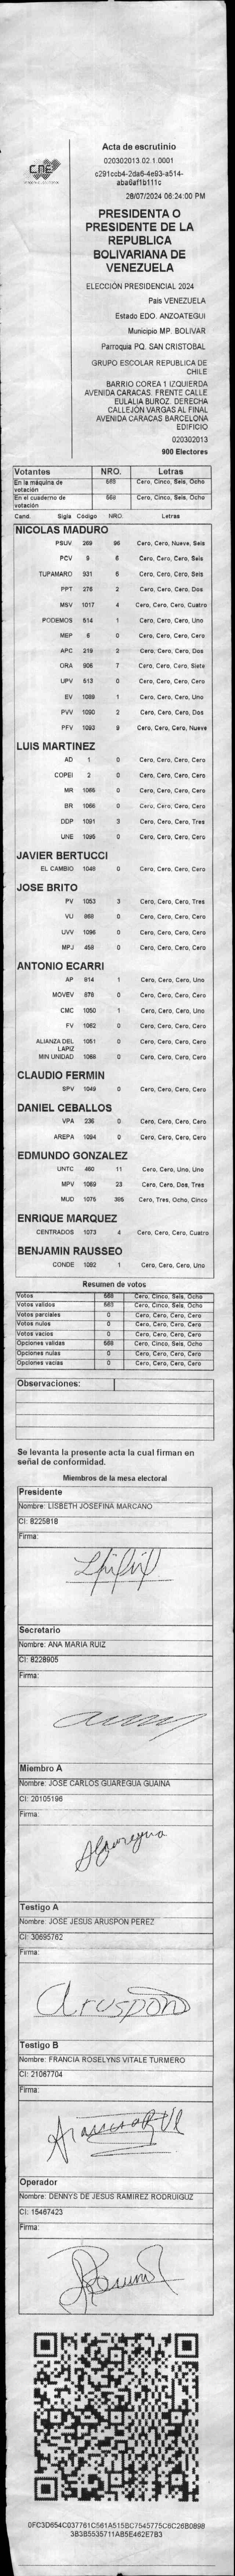 CNE
Acta de escrutinio
020302013.02.1.0001
c291ccb4-2da6-4e93-a514-
aba6af1b111c
28/07/2024 06:24:00 PM
PRESIDENTA O
PRESIDENTE DE LA
REPUBLICA
BOLIVARIANA DE
VENEZUELA
ELECCIÓN PRESIDENCIAL 2024
Pais VENEZUELA
Estado EDO. ANZOATEGUI
Municipio MP. BOLIVAR
Parroquia PQ. SAN CRISTOBAL
GRUPO ESCOLAR REPUBLICA DE
CHILE
BARRIO COREA 1 IZQUIERDA
AVENIDA CARACAS. FRENTE CALLE
EULALIA BUROZ. DERECHA
CALLEJÓN VARGAS AL FINAL
AVENIDA CARACAS BARCELONA
EDIFICIO
020302013
900 Electores
Votantes NRO. Letras
En la máquina de votación 568 Cero, Cinco, Seis, Ocho
En el cuaderno de votación 568 Cero, Cinco, Seis, Ocho
Cand. Sigla Código NRO. Letras
NICOLAS MADURO
PSUV 269 96 Cero, Cero, Nueve, Seis
PCV 9 6 Cero, Cero, Cero, Seis
TUPAMARO 931 6 Cero, Cero, Cero, Seis
PPT 276 2 Cero, Cero, Cero, Dos
MSV 1017 4 Cero, Cero, Cero, Cuatro
PODEMOS 514 1 Cero, Cero, Cero, Uno
MEP 6 0 Cero, Cero, Cero, Cero
APC 219 2 Cero, Cero, Cero, Dos
ORA 906 7 Cero, Cero, Cero, Siete
UPV 513 0 Cero, Cero, Cero, Cero
EV 1089 1 Cero, Cero, Cero, Uno
PVV 1090 2 Cero, Cero, Cero, Dos
PFV 1093 9 Cero, Cero, Cero, Nueve
LUIS MARTINEZ
AD 1 0 Cero, Cero, Cero, Cero
COPEI 2 0 Cero, Cero, Cero, Cero
MR 1065 0 Cero, Cero, Cero, Cero
BR 1066 0 Cero, Cero, Cero, Cero
DDP 1091 3 Cero, Cero, Cero, Tres
UNE 1095 0 Cero, Cero, Cero, Cero
JAVIER BERTUCCI
EL CAMBIO 1048 0 Cero, Cero, Cero, Cero
JOSE BRITO
PV 1053 3 Cero, Cero, Cero, Tres
VU 868 0 Cero, Cero, Cero, Cero
UVV 1096 0 Cero, Cero, Cero, Cero
MPJ 458 0 Cero, Cero, Cero, Cero
ANTONIO ECARRI
AP 814 1 Cero, Cero, Cero, Uno
MOVEV 878 0 Cero, Cero, Cero, Cero
CMC 1050 1 Cero, Cero, Cero, Uno
FV 1062 0 Cero, Cero, Cero, Cero
ALIANZA DEL LAPIZ 1051 0 Cero, Cero, Cero, Cero
MIN UNIDAD 1088 0 Cero, Cero, Cero, Cero
CLAUDIO FERMIN
SPV 1049 0 Cero, Cero, Cero, Cero
DANIEL CEBALLOS
VPA 236 0 Cero, Cero, Cero, Cero
AREPA 1094 0 Cero, Cero, Cero, Cero
EDMUNDO GONZALEZ
UNTC 460 11 Cero, Cero, Uno, Uno
MPV 1069 23 Cero, Cero, Dos, Tres
MUD 1075 385 Cero, Tres, Ocho, Cinco
ENRIQUE MARQUEZ
CENTRADOS 1073 4 Cero, Cero, Cero, Cuatro
BENJAMIN RAUSSEO
CONDE 1092 1 Cero, Cero, Cero, Uno
Resumen de votos
Votos 568 Cero, Cinco, Seis, Ocho
Votos validos 568 Cero, Cinco, Seis, Ocho
Votos parciales 0 Cero, Cero, Cero, Cero
Votos nulos 0 Cero, Cero, Cero, Cero
Votos vacios 0 Cero, Cero, Cero, Cero
Opciones validas 568 Cero, Cinco, Seis, Ocho
Opciones nulas 0 Cero, Cero, Cero, Cero
Opciones vacias 0 Cero, Cero, Cero, Cero
Observaciones:
Se levanta la presente acta la cual firman en
señal de conformidad.
Miembros de la mesa electoral
Presidente
Nombre: LISBETH JOSEFINA MARCANO
CI: 8225818
Firma:
Secretario
Nombre: ANA MARIA RUIZ
CI: 8228905
Firma:
Miembro A
Nombre: JOSE CARLOS GUAREGUA GUAINA
CI: 20105196
Firma:
Testigo A
Nombre: JOSE JESUS ARUSPON PEREZ
CI: 30695762
Firma:
Aruspon
Testigo B
Nombre: FRANCIA ROSELYNS VITALE TURMERO
CI: 21067704
Firma:
Operador
Nombre: DENNYS DE JESUS RAMIREZ RODRUIGUZ
CI: 15467423
Firma:
0FC3D654C037761C561A515BC7545775C6C26B0898
3B3B5535711AB5E462E7B3